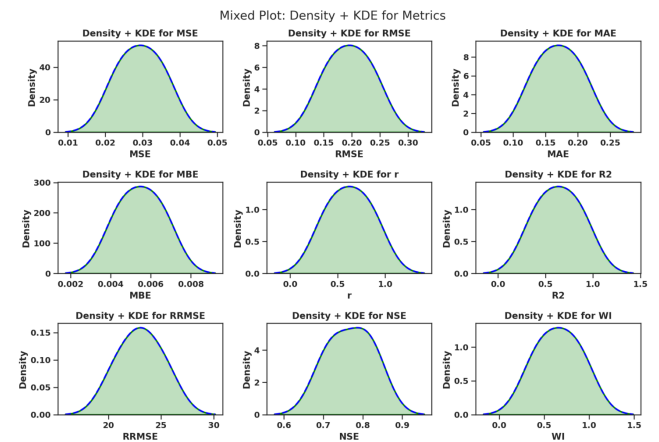 Mixed Plot: Density + KDE for Metrics
Density + KDE for MSE
Density
40
20
0
0.01 0.02 0.03 0.04 0.05
MSE
Density + KDE for RMSE
Density
8
6
4
2
0
0.05 0.10 0.15 0.20 0.25 0.30
RMSE
Density + KDE for MAE
Density
8
6
4
2
0
0.05 0.10 0.15 0.20 0.25
MAE
Density + KDE for MBE
Density
300
200
100
0
0.002 0.004 0.006 0.008
MBE
Density + KDE for r
Density
1.0
0.5
0.0
0.0 0.5 1.0
r
Density + KDE for R2
Density
1.0
0.5
0.0
0.0 0.5 1.0 1.5
R2
Density + KDE for RRMSE
Density
0.15
0.10
0.05
0.00
20 25 30
RRMSE
Density + KDE for NSE
Density
4
2
0
0.6 0.7 0.8 0.9
NSE
Density + KDE for WI
Density
1.0
0.5
0.0
0.0 0.5 1.0 1.5
WI